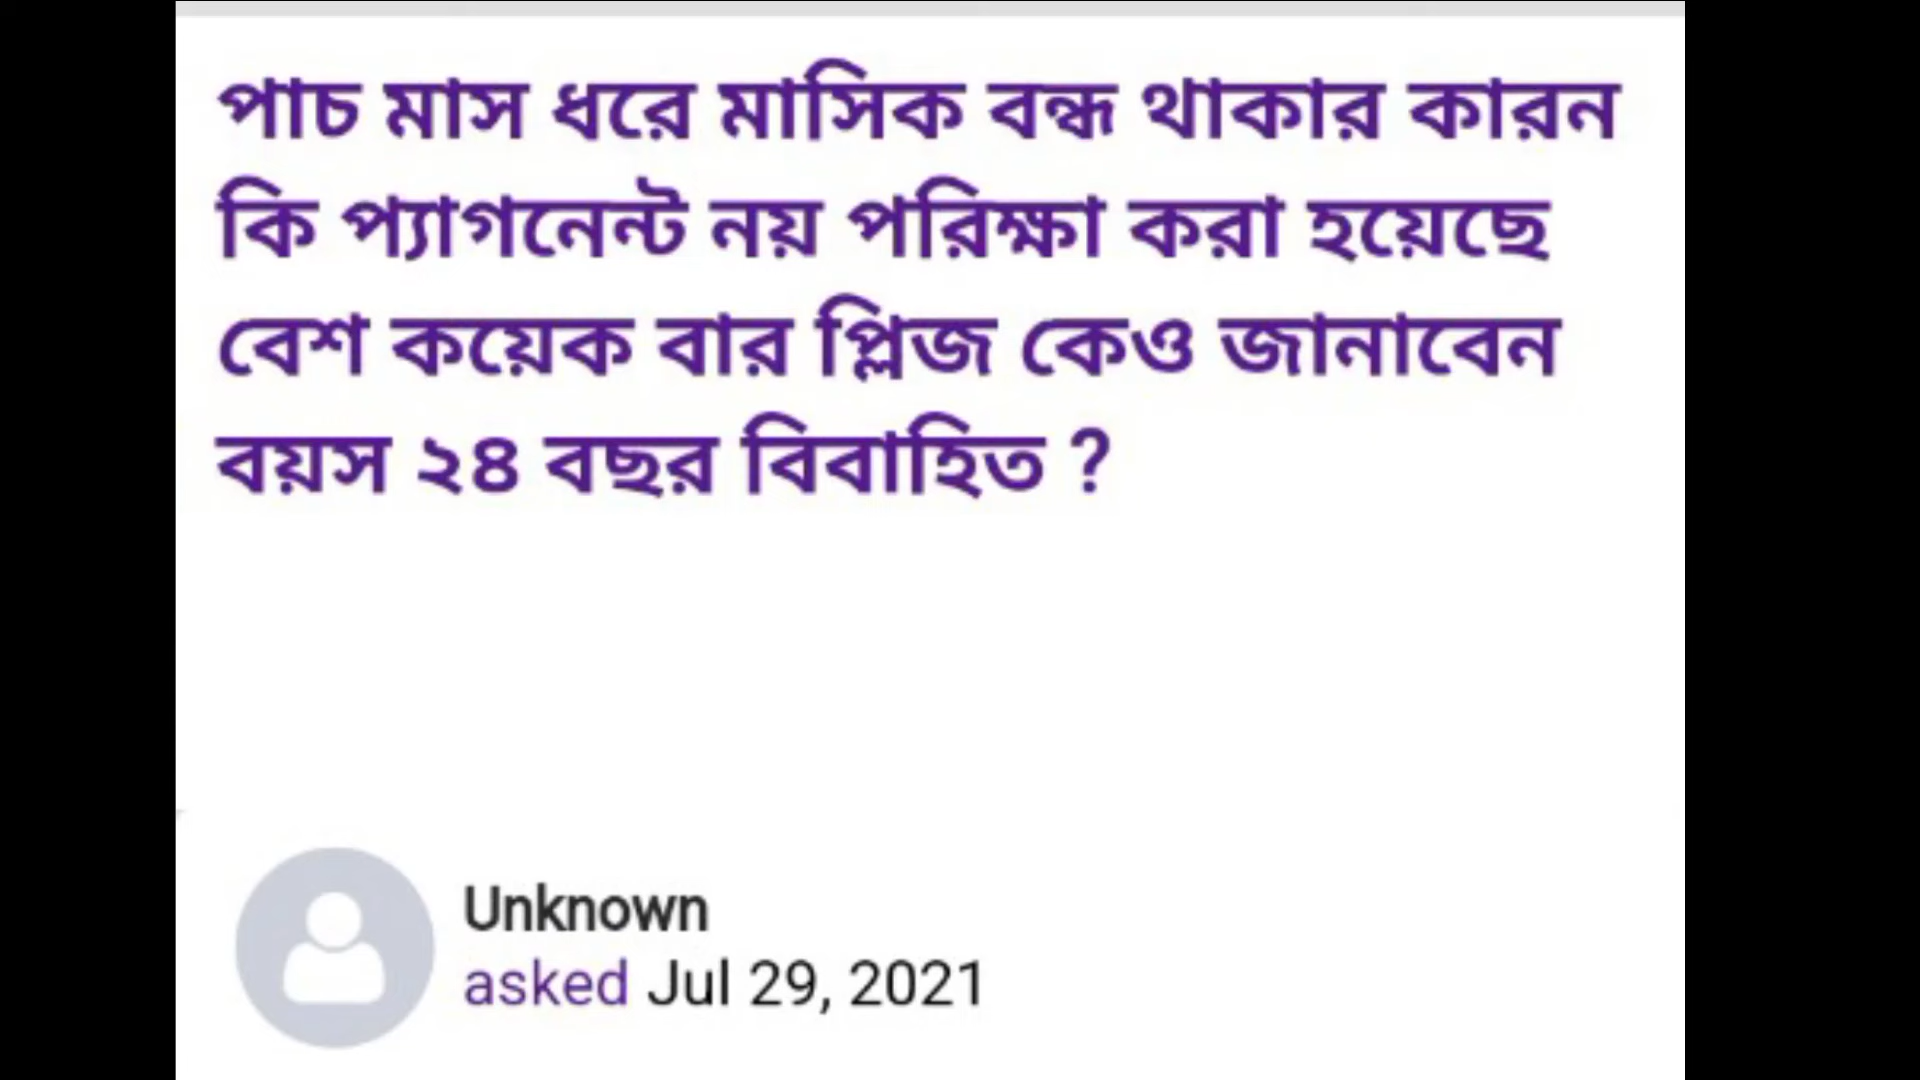 পাচ মাস ধরে মাসিক বন্ধ থাকার কারন
কি প্যাগনেন্ট নয় পরিক্ষা করা হয়েছে
বেশ কয়েক বার প্লিজ কেও জানাবেন
বয়স ২৪ বছর বিবাহিত ?
Unknown
asked Jul 29, 2021